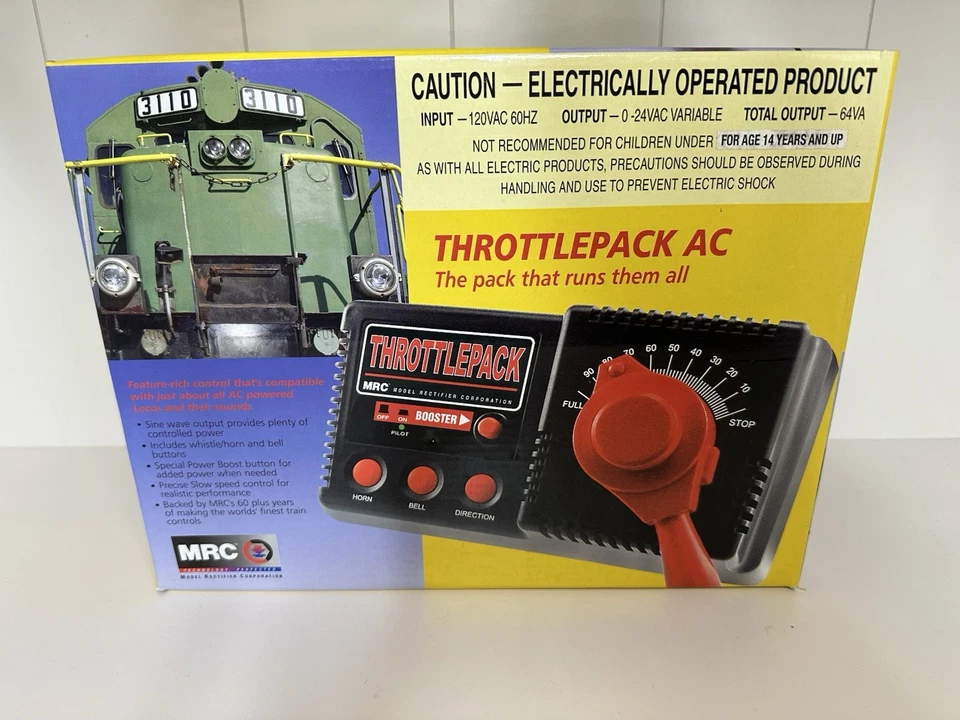 3110
3110
CAUTION — ELECTRICALLY OPERATED PRODUCT
INPUT – 120VAC 60HZ OUTPUT – 0 -24VAC VARIABLE TOTAL OUTPUT – 64VA
NOT RECOMMENDED FOR CHILDREN UNDER FOR AGE 14 YEARS AND UP
AS WITH ALL ELECTRIC PRODUCTS, PRECAUTIONS SHOULD BE OBSERVED DURING
HANDLING AND USE TO PREVENT ELECTRIC SHOCK
THROTTLEPACK AC
The pack that runs them all
THROTTLEPACK
MRC MODEL RECTIFIER CORPORATION
OFF ON BOOSTER
PILOT
HORN
BELL
DIRECTION
FULL 90 80 70 60 50 40 30 20 10 STOP
Feature-rich control that's compatible
with just about all AC powered
Locos and their sounds
• Sine wave output provides plenty of
controlled power
• Includes whistle/horn and bell
buttons
• Special Power Boost button for
added power when needed
• Precise Slow speed control for
realistic performance
• Backed by MRC's 60 plus years
of making the worlds' finest train
controls
MRC
TECHNOLOGY PERFECTED
MODEL RECTIFIER CORPORATION